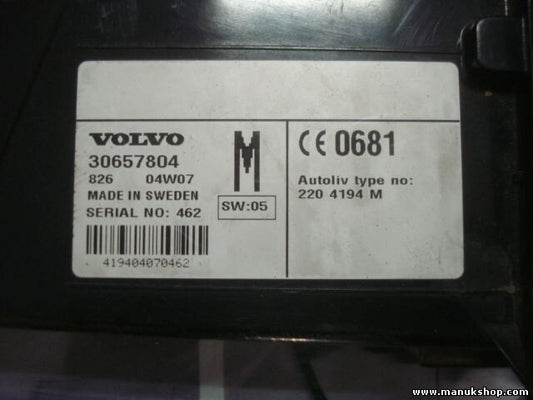 VOLVO
30657804
826 04W07
MADE IN SWEDEN
SERIAL NO: 462
419404070462
M
SW:05
CE 0681
Autoliv type no:
220 4194 M
www.manukshop.com